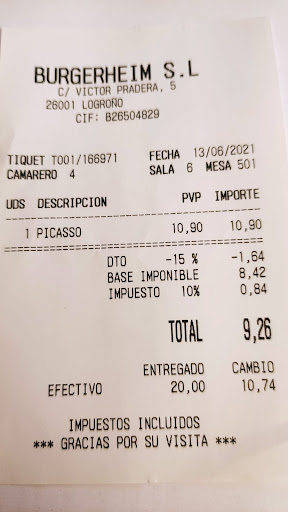 BURGERHEIM S.L
C/ VICTOR PRADERA, 5
26001 LOGROÑO
CIF: B26504829
TIQUET T001/166971 FECHA 13/06/2021
CAMARERO 4 SALA 6 MESA 501
UDS DESCRIPCION PVP IMPORTE
1 PICASSO 10,90 10,90
DTO -15 % -1,64
BASE IMPONIBLE 8,42
IMPUESTO 10% 0,84
TOTAL 9,26
ENTREGADO CAMBIO
EFECTIVO 20,00 10,74
IMPUESTOS INCLUIDOS
*** GRACIAS POR SU VISITA ***